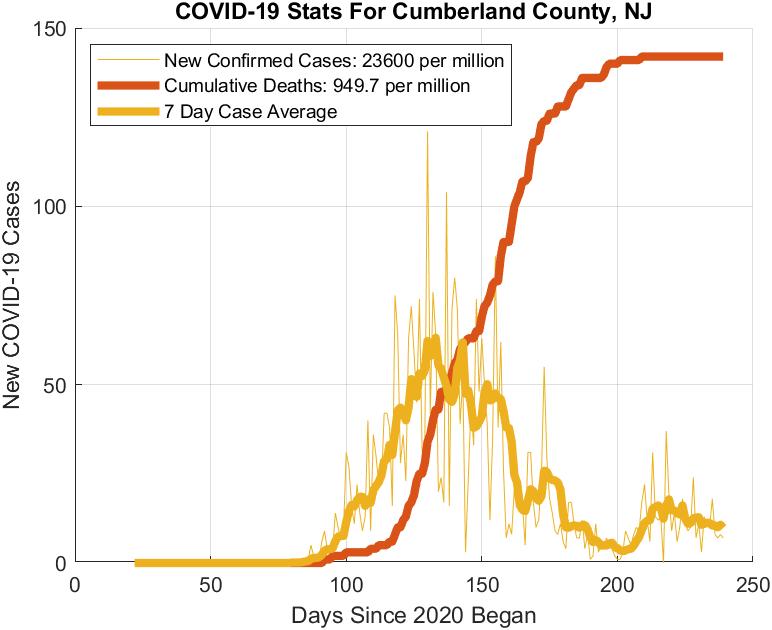 COVID-19 Stats For Cumberland County, NJ
150
New Confirmed Cases: 23600 per million
Cumulative Deaths: 949.7 per million
7 Day Case Average
100
50
0
New COVID-19 Cases
0 50 100 150 200 250
Days Since 2020 Began